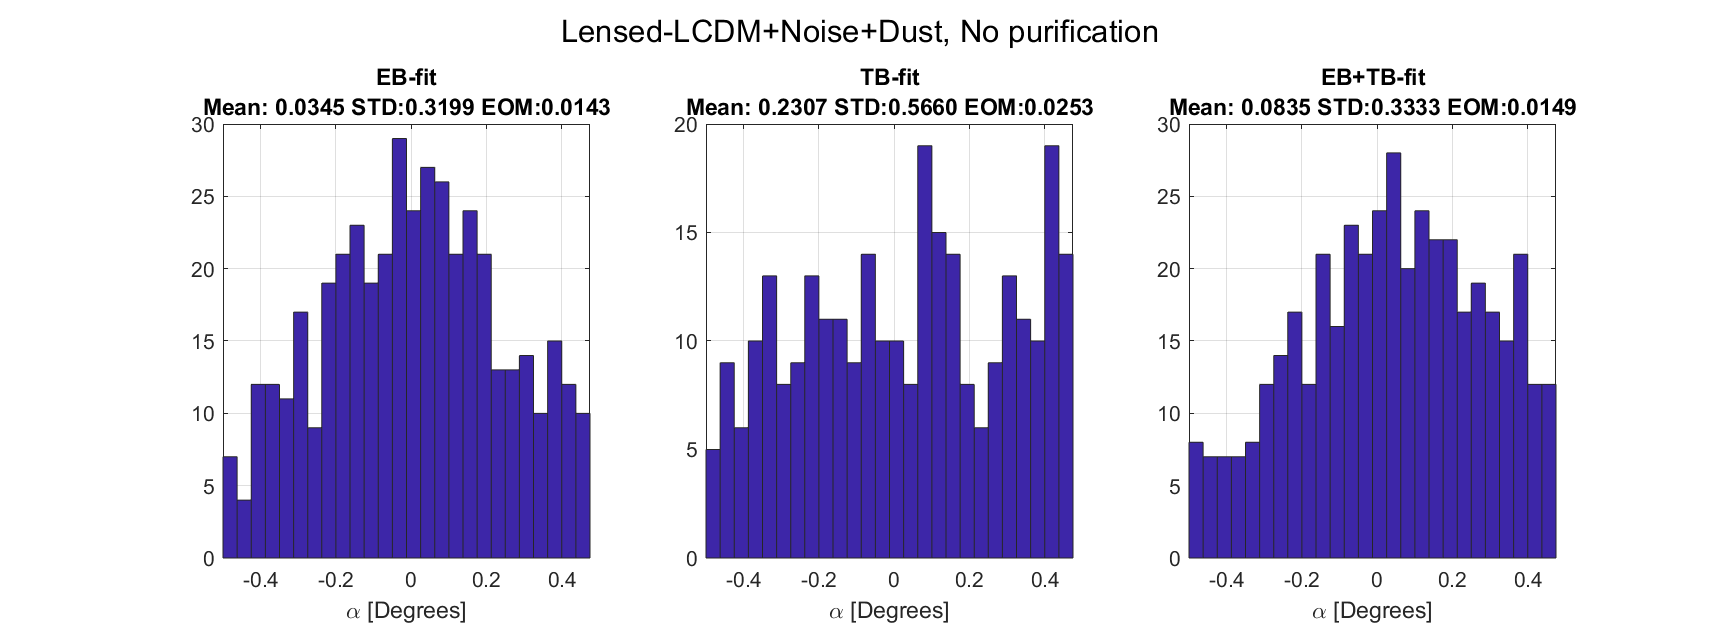 Lensed-LCDM+Noise+Dust, No purification
EB-fit
Mean: 0.0345 STD:0.3199 EOM:0.0143
30
25
20
15
10
5
0
-0.4 -0.2 0 0.2 0.4
α [Degrees]
TB-fit
Mean: 0.2307 STD:0.5660 EOM:0.0253
20
15
10
5
0
-0.4 -0.2 0 0.2 0.4
α [Degrees]
EB+TB-fit
Mean: 0.0835 STD:0.3333 EOM:0.0149
30
25
20
15
10
5
0
-0.4 -0.2 0 0.2 0.4
α [Degrees]